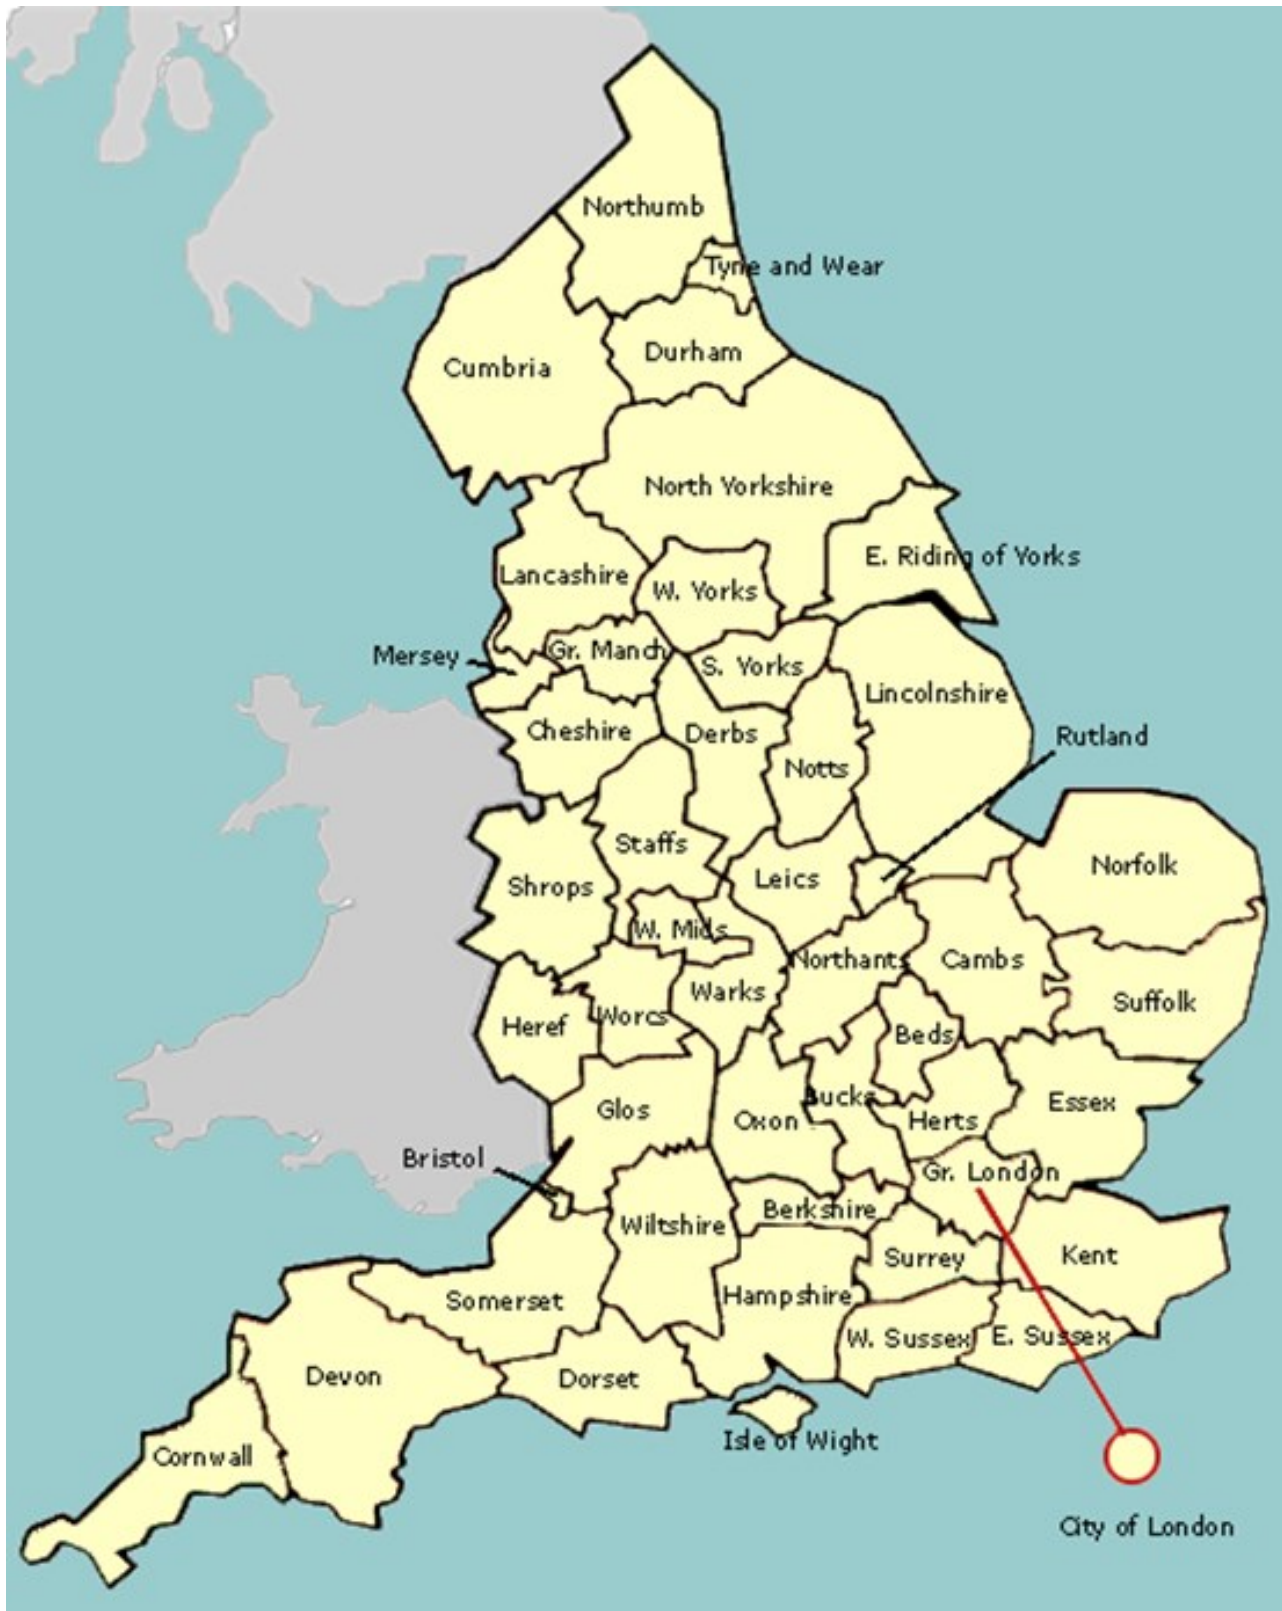 Northumb
Tyne and Wear
Durham
Cumbria
North Yorkshire
E. Riding of Yorks
Lancashire
W. Yorks
Mersey
Gr. Manch
S. Yorks
Lincolnshire
Cheshire
Derbs
Rutland
Notts
Staffs
Norfolk
Leics
Shrops
W. Mids
Northants
Cambs
Warks
Suffolk
Heref
Worcs
Beds
Glos
Bucks
Essex
Oxon
Herts
Bristol
Gr. London
Wiltshire
Berkshire
Surrey
Kent
Somerset
Hampshire
W. Sussex
E. Sussex
Devon
Dorset
Isle of Wight
Cornwall
City of London